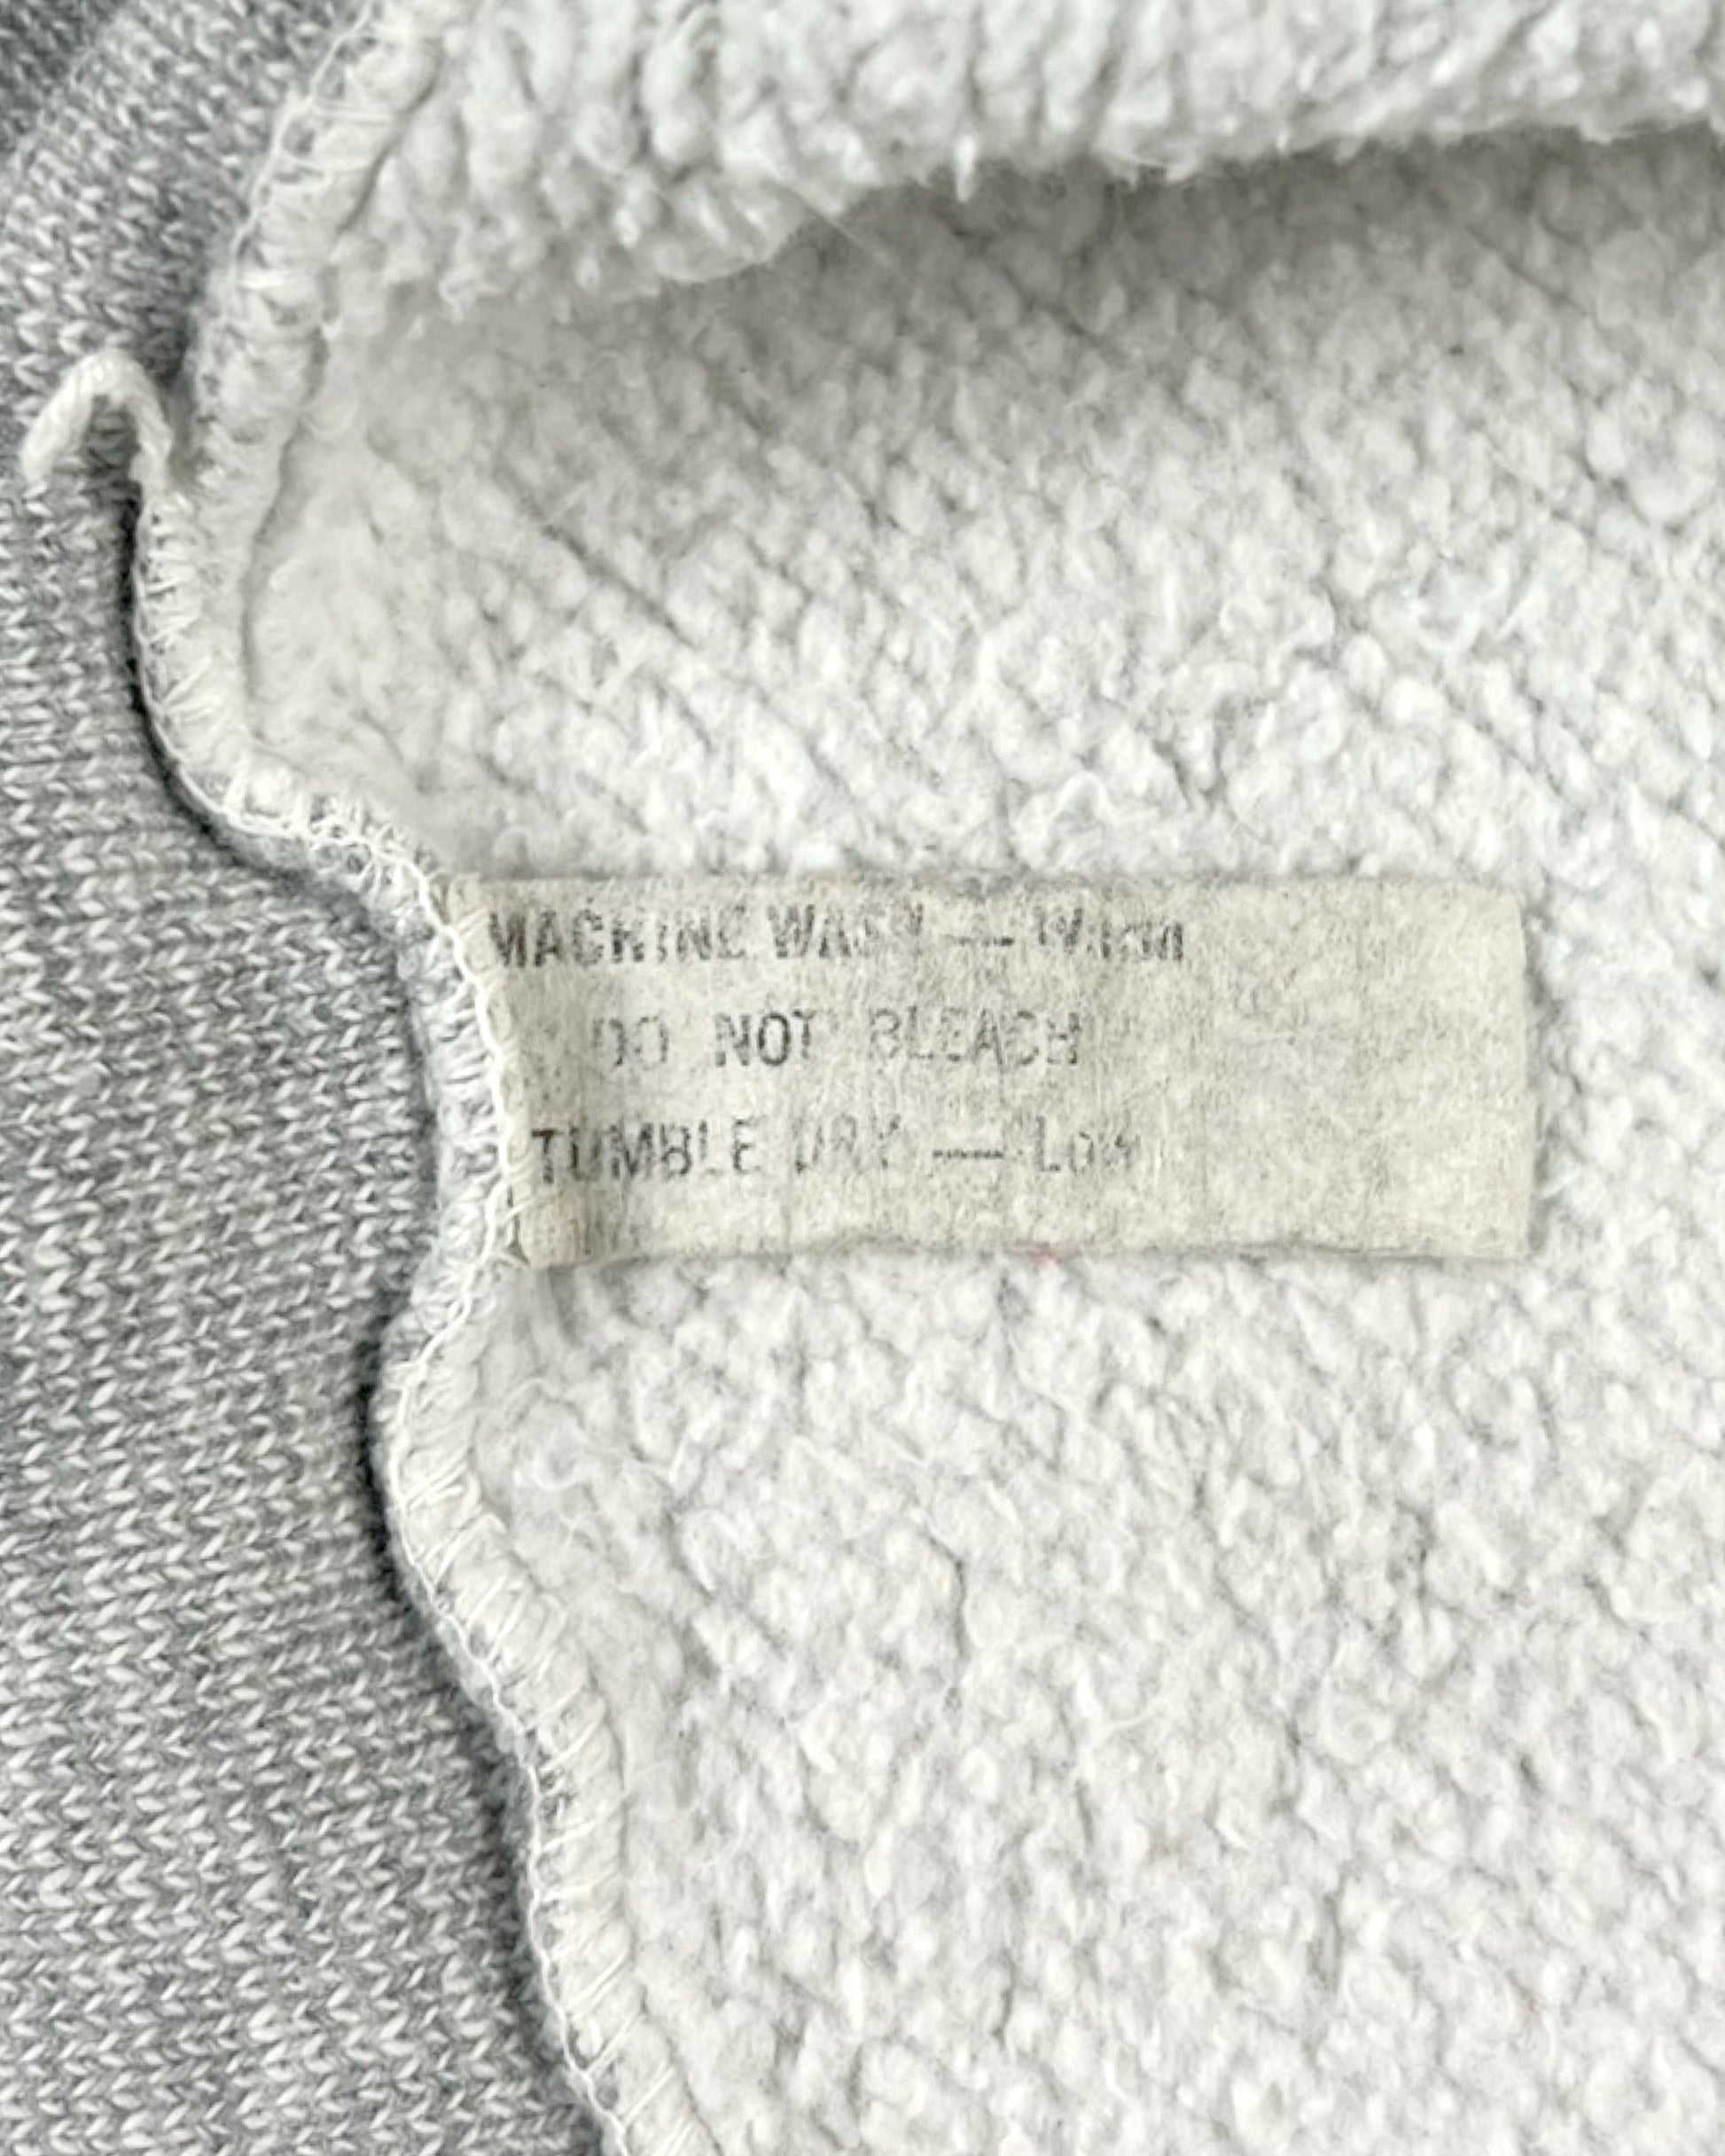 MACHINE WASH — Warm
DO NOT BLEACH
TUMBLE DRY — Low